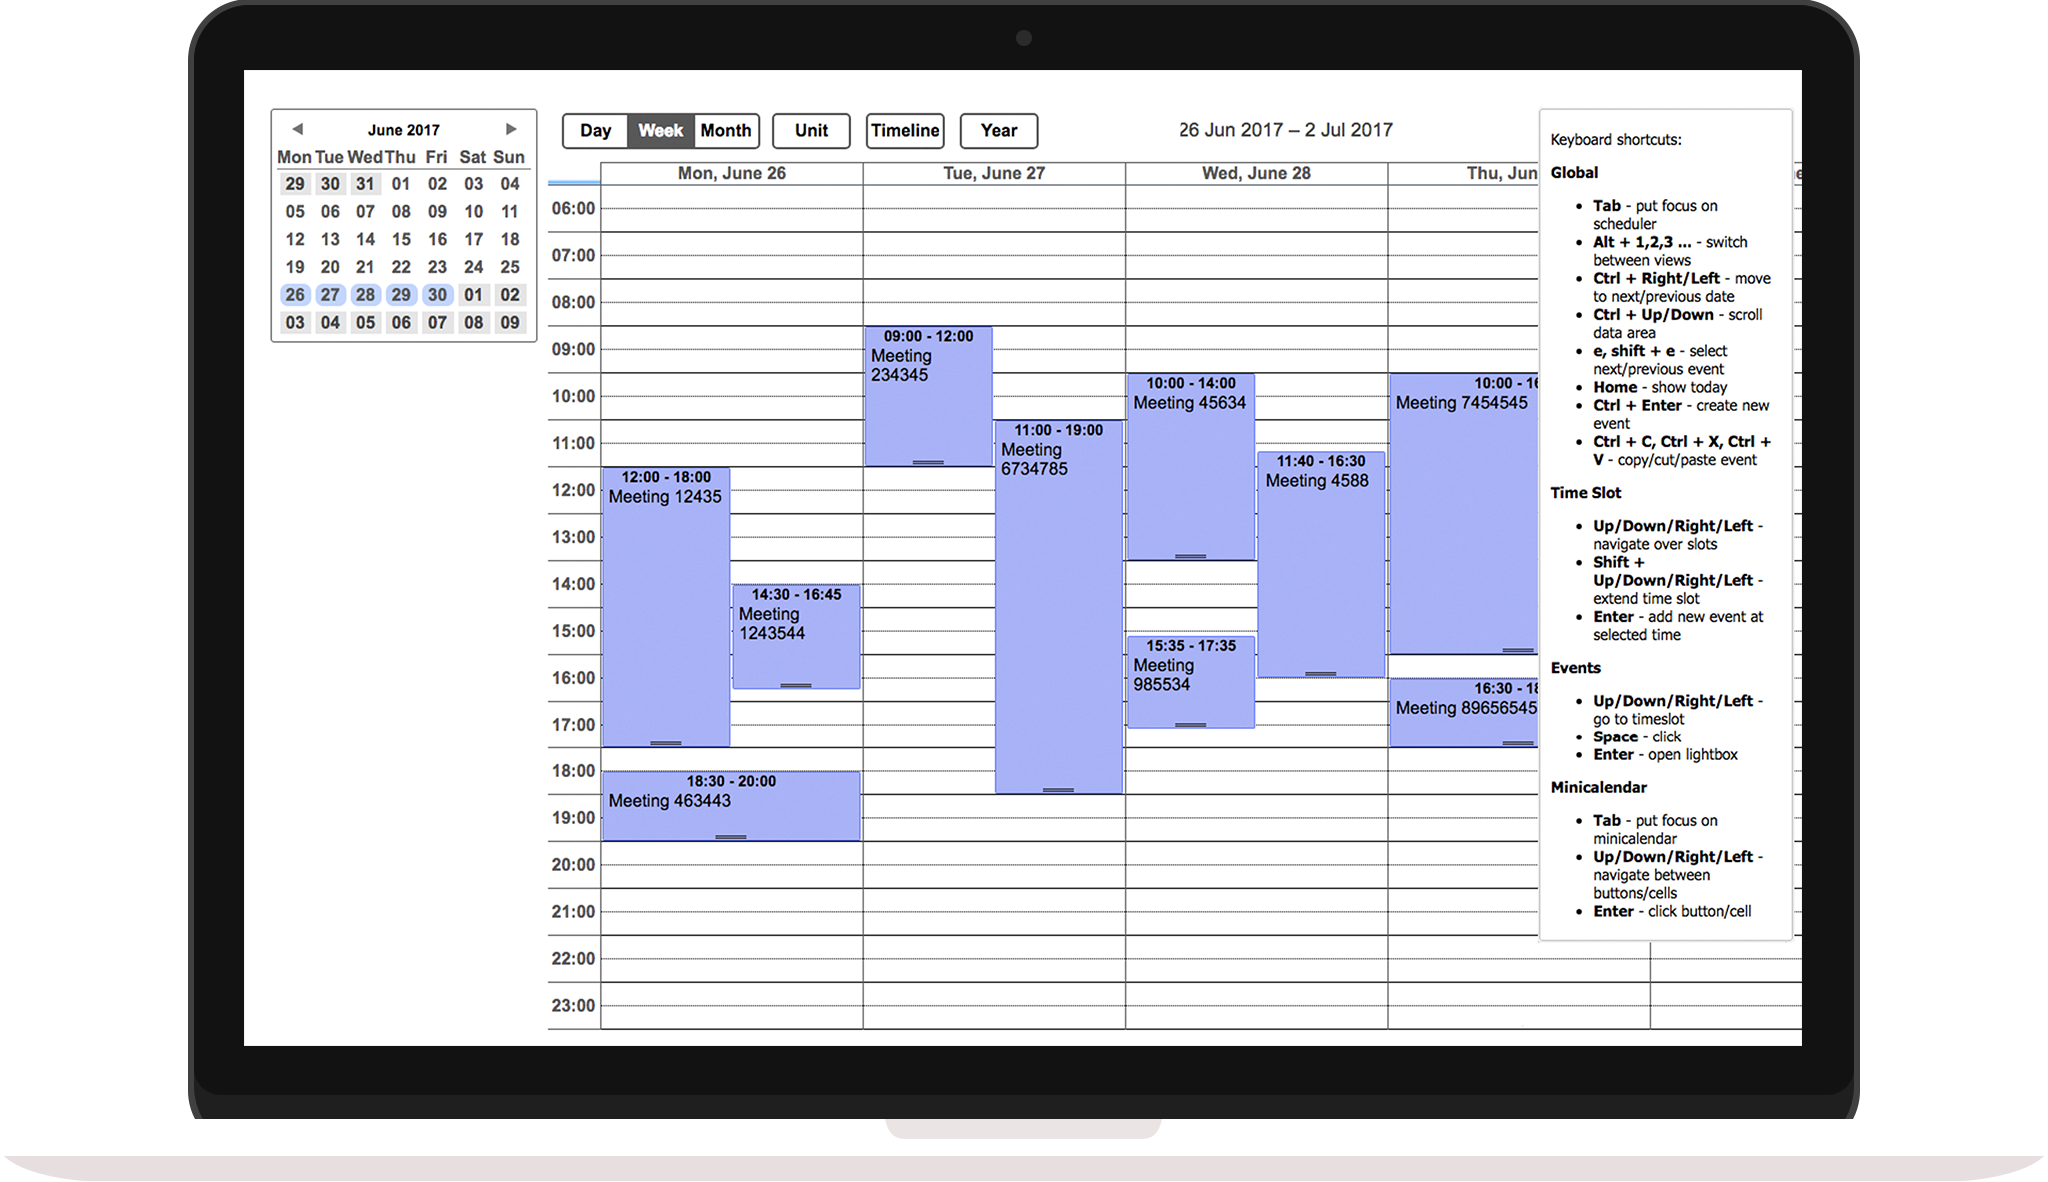 June 2017
Mon Tue Wed Thu Fri Sat Sun
29 30 31 01 02 03 04
05 06 07 08 09 10 11
12 13 14 15 16 17 18
19 20 21 22 23 24 25
26 27 28 29 30 01 02
03 04 05 06 07 08 09
Day Week Month Unit Timeline Year
26 Jun 2017 – 2 Jul 2017
Mon, June 26 Tue, June 27 Wed, June 28 Thu, Jun
06:00
07:00
08:00
09:00
10:00
11:00
12:00
13:00
14:00
15:00
16:00
17:00
18:00
19:00
20:00
21:00
22:00
23:00
12:00 - 18:00
Meeting 12435
14:30 - 16:45
Meeting
1243544
18:30 - 20:00
Meeting 463443
09:00 - 12:00
Meeting
234345
11:00 - 19:00
Meeting
6734785
10:00 - 14:00
Meeting 45634
11:40 - 16:30
Meeting 4588
15:35 - 17:35
Meeting
985534
10:00 - 16
Meeting 7454545
16:30 - 18
Meeting 89656545
Keyboard shortcuts:
Global
• Tab - put focus on
scheduler
• Alt + 1,2,3 ... - switch
between views
• Ctrl + Right/Left - move
to next/previous date
• Ctrl + Up/Down - scroll
data area
• e, shift + e - select
next/previous event
• Home - show today
• Ctrl + Enter - create new
event
• Ctrl + C, Ctrl + X, Ctrl +
V - copy/cut/paste event
Time Slot
• Up/Down/Right/Left -
navigate over slots
• Shift +
Up/Down/Right/Left -
extend time slot
• Enter - add new event at
selected time
Events
• Up/Down/Right/Left -
go to timeslot
• Space - click
• Enter - open lightbox
Minicalendar
• Tab - put focus on
minicalendar
• Up/Down/Right/Left -
navigate between
buttons/cells
• Enter - click button/cell